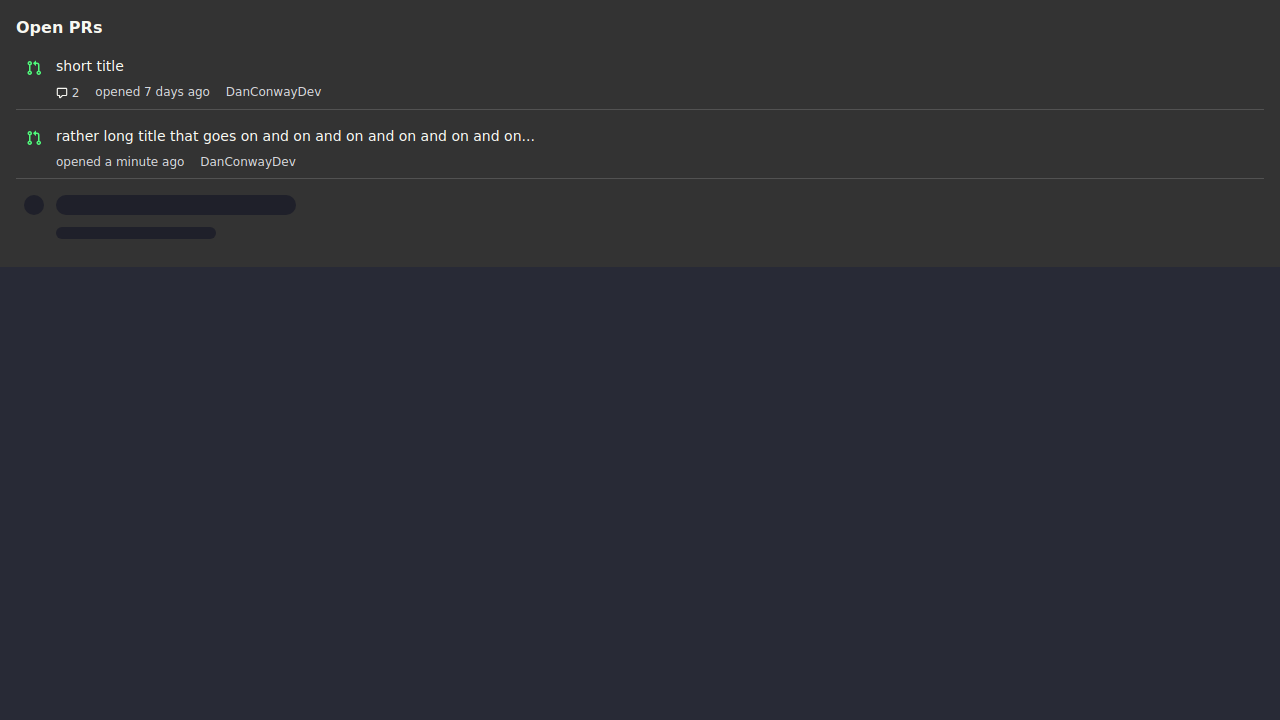 Open PRs
short title
2 opened 7 days ago DanConwayDev
rather long title that goes on and on and on and on and on and on...
opened a minute ago DanConwayDev